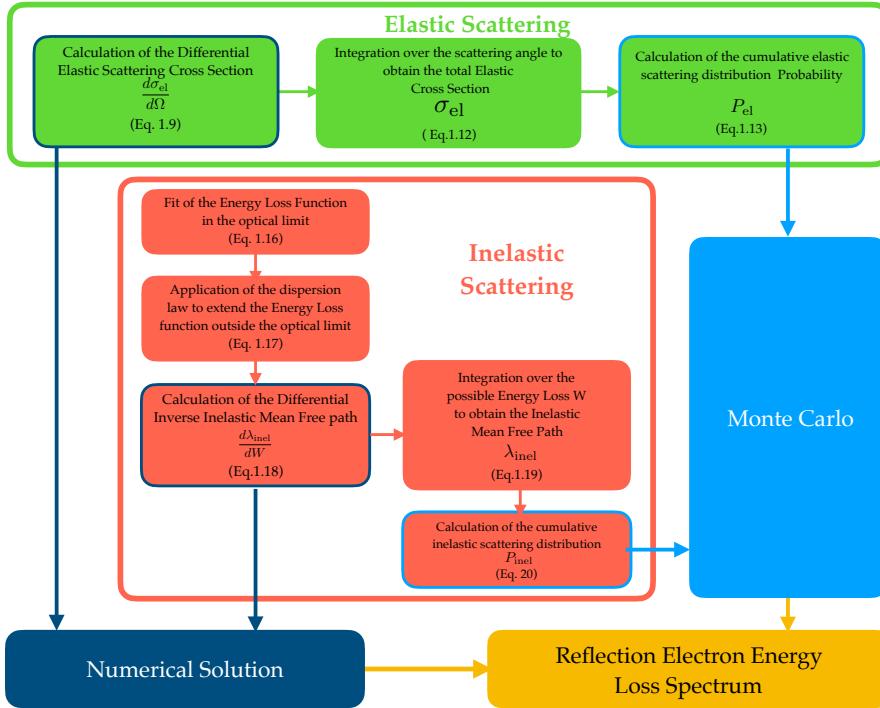 Elastic Scattering
Calculation of the Differential
Elastic Scattering Cross Section
dσ_el/dΩ
(Eq. 1.9)
Integration over the scattering angle to
obtain the total Elastic
Cross Section
σ_el
( Eq.1.12)
Calculation of the cumulative elastic
scattering distribution Probability
P_el
(Eq.1.13)
Fit of the Energy Loss Function
in the optical limit
(Eq. 1.16)
Inelastic
Scattering
Application of the dispersion
law to extend the Energy Loss
function outside the optical limit
(Eq. 1.17)
Calculation of the Differential
Inverse Inelastic Mean Free path
dλ_inel/dW
(Eq.1.18)
Integration over the
possible Energy Loss W
to obtain the Inelastic
Mean Free Path
λ_inel
(Eq.1.19)
Calculation of the cumulative
inelastic scattering distribution
P_inel
(Eq. 20)
Monte Carlo
Numerical Solution
Reflection Electron Energy
Loss Spectrum